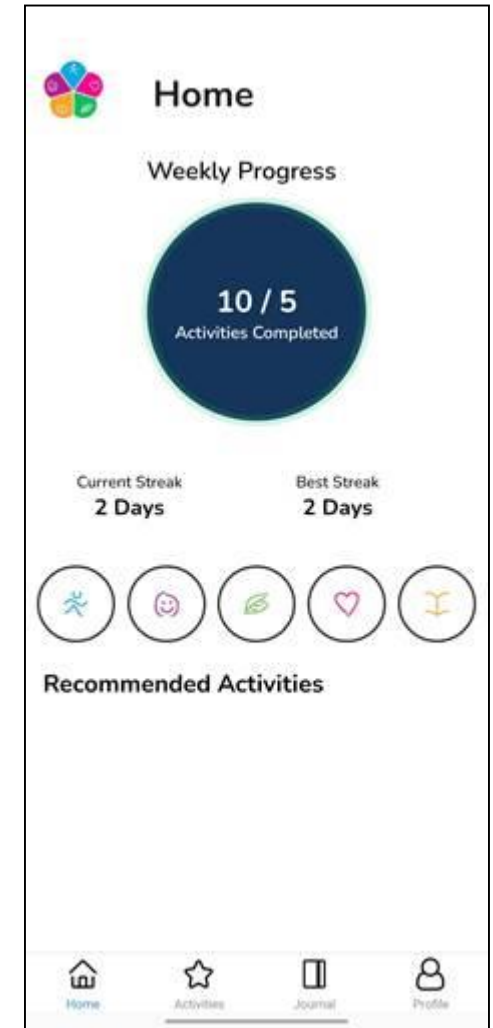 Home
Weekly Progress
10 / 5
Activities Completed
Current Streak
Best Streak
2 Days
2 Days
Recommended Activities
Home
Activities
Journal
Profile